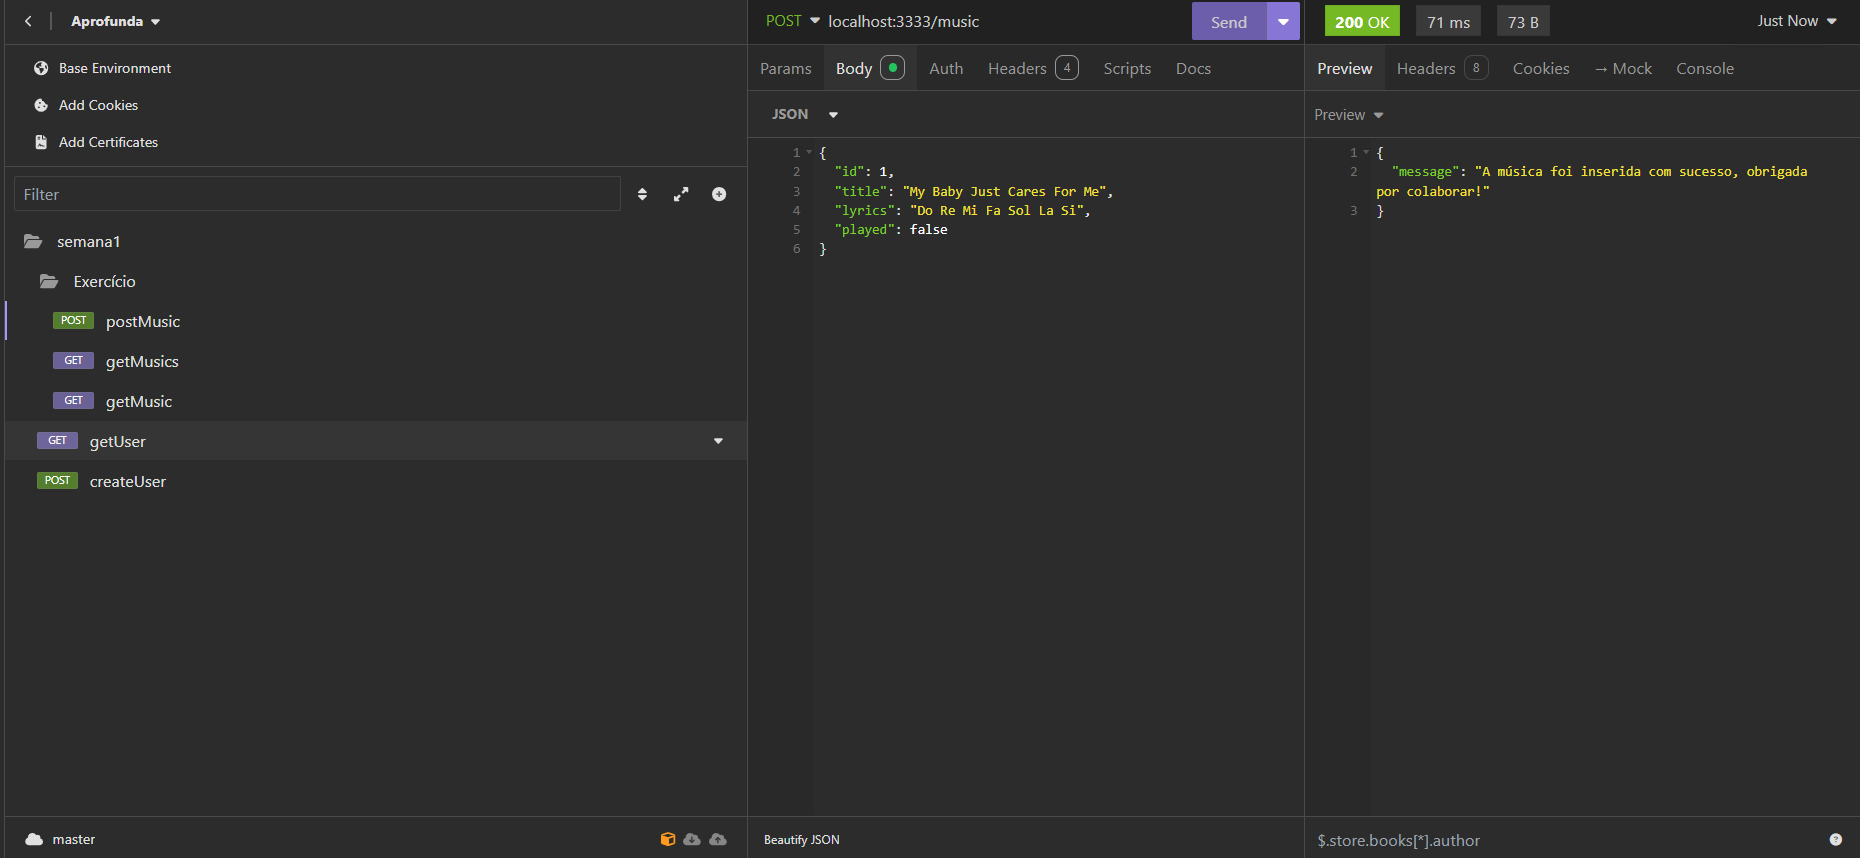 Aprofunda
Base Environment
Add Cookies
Add Certificates
Filter
semana1
Exercício
POST postMusic
GET getMusics
GET getMusic
GET getUser
POST createUser
master
POST localhost:3333/music Send
Params Body Auth Headers 4 Scripts Docs
JSON
1 {
2 "id": 1,
3 "title": "My Baby Just Cares For Me",
4 "lyrics": "Do Re Mi Fa Sol La Si",
5 "played": false
6 }
Beautify JSON
200 OK 71 ms 73 B Just Now
Preview Headers 8 Cookies → Mock Console
Preview
1 {
2 "message": "A música foi inserida com sucesso, obrigada
por colaborar!"
3 }
$.store.books[*].author